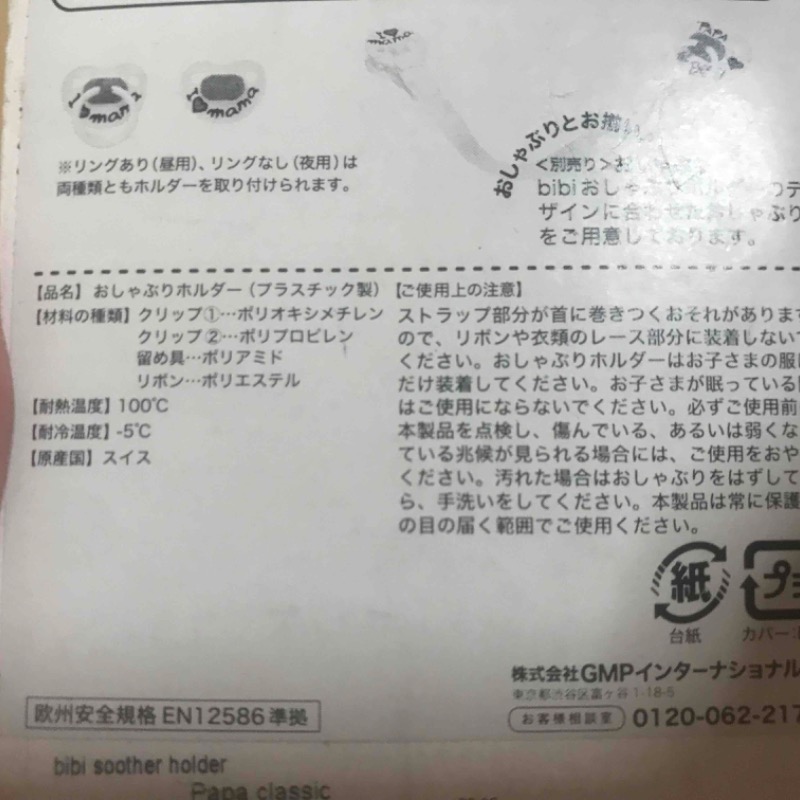 I ❤ mama
I ❤ mama
※リングあり(昼用)、リングなし(夜用)は
両種類ともホルダーを取り付けられます。
おしゃぶりとお揃い
<別売り>
bibiおしゃぶり
ザインに合わせたおしゃぶり
をご用意しております。
【品名】おしゃぶりホルダー(プラスチック製)
【材料の種類】クリップ①…ポリオキシメチレン
クリップ②…ポリプロピレン
留め具…ポリアミド
リボン…ポリエステル
【耐熱温度】100℃
【耐冷温度】-5℃
【原産国】スイス
【ご使用上の注意】
ストラップ部分が首に巻きつくおそれがあります
ので、リボンや衣類のレース部分に装着しない
ください。おしゃぶりホルダーはお子さまの服
だけ装着してください。お子さまが眠っている
はご使用にならないでください。必ずご使用前
本製品を点検し、傷んでいる、あるいは弱くな
ている兆候が見られる場合には、ご使用をおや
ください。汚れた場合はおしゃぶりをはずして
ら、手洗いをしてください。本製品は常に保護
の目の届く範囲でご使用ください。
紙
プ
台紙
カバー:
株式会社GMPインターナショナル
東京都渋谷区富ヶ谷1-18-5
お客様相談室 0120-062-217
欧州安全規格 EN12586 準拠
bibi soother holder
Papa classic